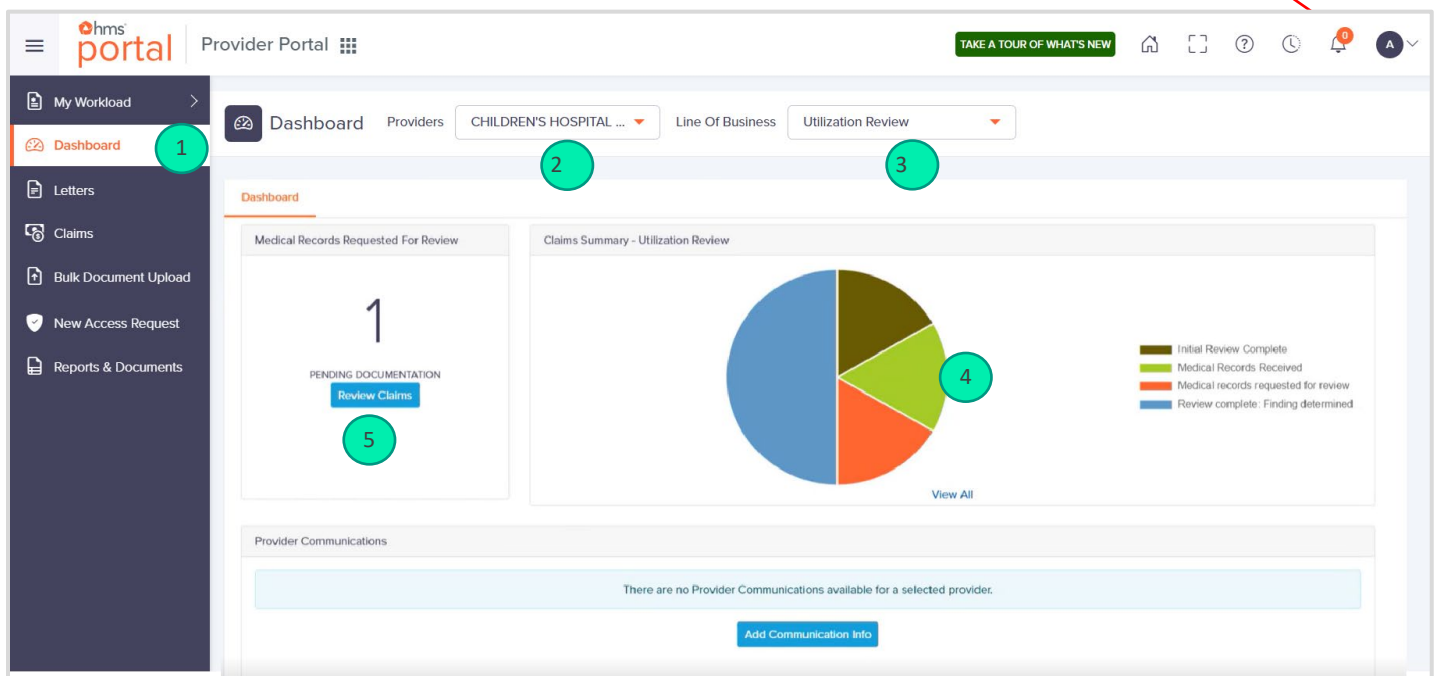 hms
portal
Provider Portal
TAKE A TOUR OF WHAT'S NEW
0
A
My Workload
Dashboard
1
Letters
Claims
Bulk Document Upload
New Access Request
Reports & Documents
Dashboard
Providers
CHILDREN'S HOSPITAL ...
2
Line Of Business
Utilization Review
3
Dashboard
Medical Records Requested For Review
1
PENDING DOCUMENTATION
Review Claims
5
Claims Summary - Utilization Review
4
Initial Review Complete
Medical Records Received
Medical records requested for review
Review complete: Finding determined
View All
Provider Communications
There are no Provider Communications available for a selected provider.
Add Communication Info